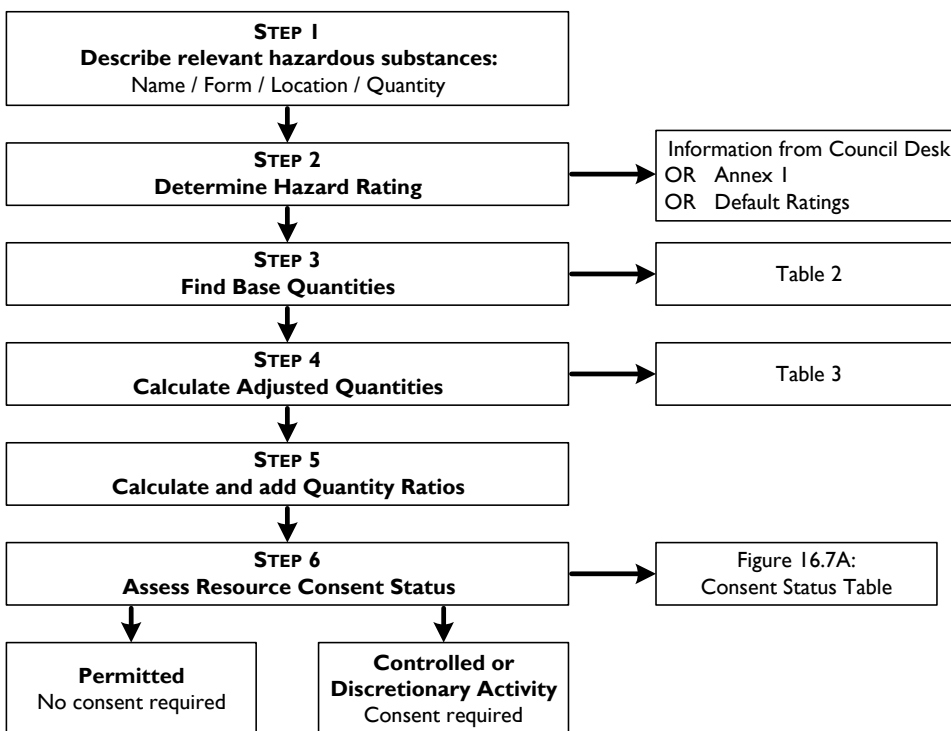 STEP 1
Describe relevant hazardous substances:
Name / Form / Location / Quantity
STEP 2
Determine Hazard Rating
Information from Council Desk
OR Annex 1
OR Default Ratings
STEP 3
Find Base Quantities
Table 2
STEP 4
Calculate Adjusted Quantities
Table 3
STEP 5
Calculate and add Quantity Ratios
STEP 6
Assess Resource Consent Status
Figure 16.7A:
Consent Status Table
Permitted
No consent required
Controlled or
Discretionary Activity
Consent required